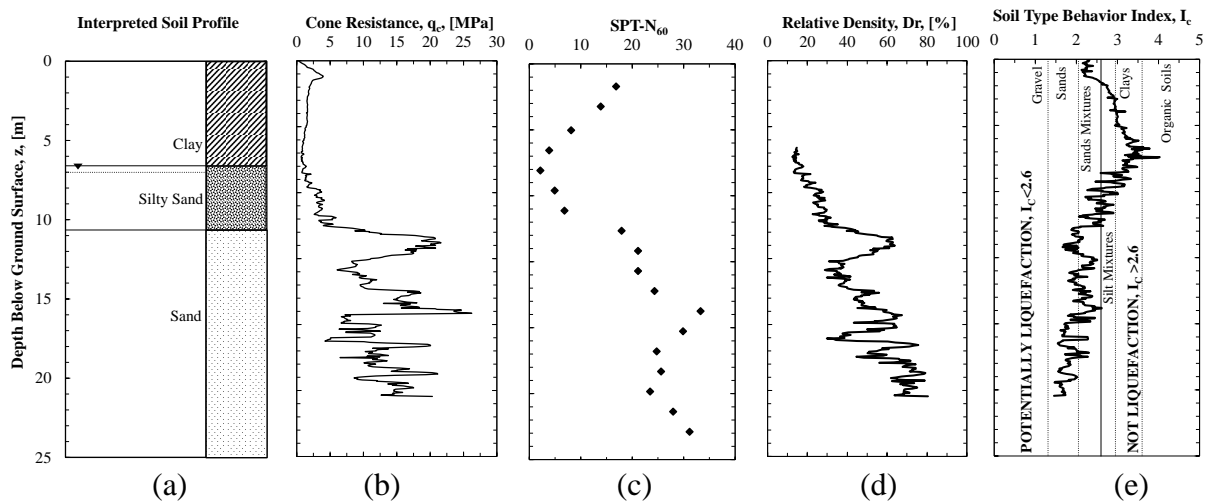 Interpreted Soil Profile
Cone Resistance, qc, [MPa]
SPT-N60
Relative Density, Dr, [%]
Soil Type Behavior Index, Ic
0 5 10 15 20 25 30
0 10 20 30 40
0 20 40 60 80 100
0 1 2 3 4 5
Depth Below Ground Surface, z, [m]
0
5
10
15
20
25
Clay
Silty Sand
Sand
Gravel
Sands
Sands Mixtures
Silt Mixtures
Clays
Organic Soils
POTENTIALLY LIQUEFACTION, IC<2.6
NOT LIQUEFACTION, IC >2.6
(a) (b) (c) (d) (e)